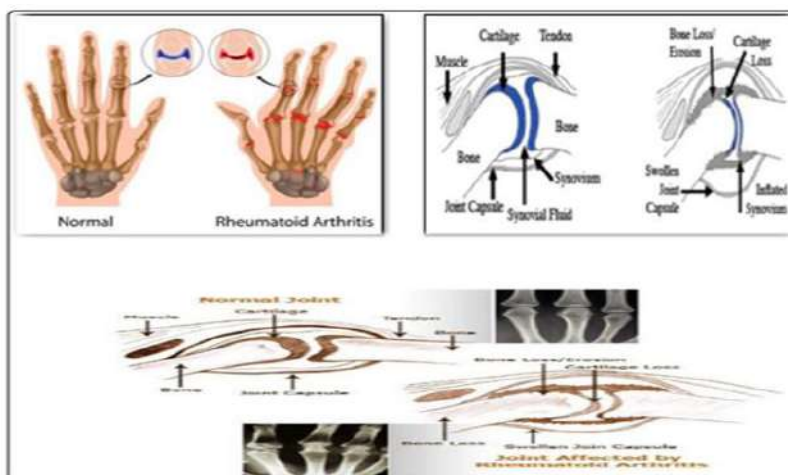 Normal
Rheumatoid Arthritis
Muscle
Cartilage
Tendon
Bone
Bone
Synovium
Joint Capsule
Synovial Fluid
Bone Loss/
Erosion
Cartilage
Loss
Swollen
Joint
Capsule
Inflated
Synovium
Normal Joint
Cartilage
Muscle
Tendon
Bone
Bone
Joint Capsule
Bone Loss/Erosion
Cartilage Loss
Bone Loss
Swollen Join Capsule
Joint Affected by
Rheumatoid Arthritis